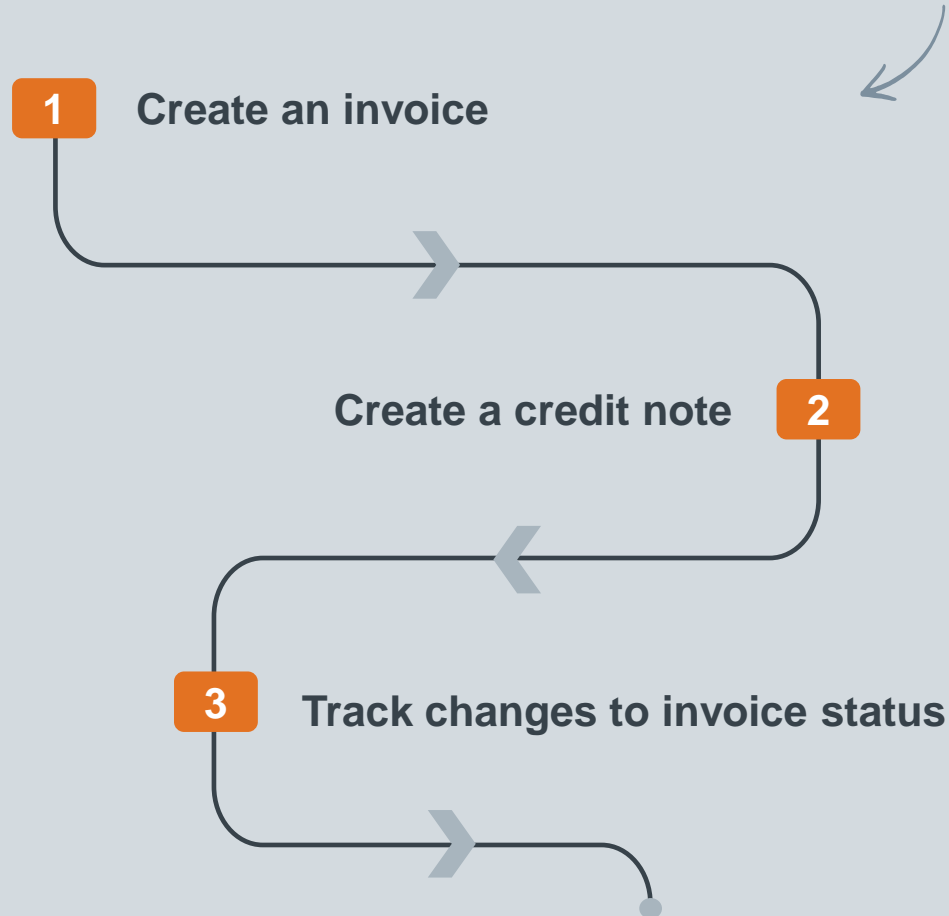 1 Create an invoice
Create a credit note 2
3 Track changes to invoice status